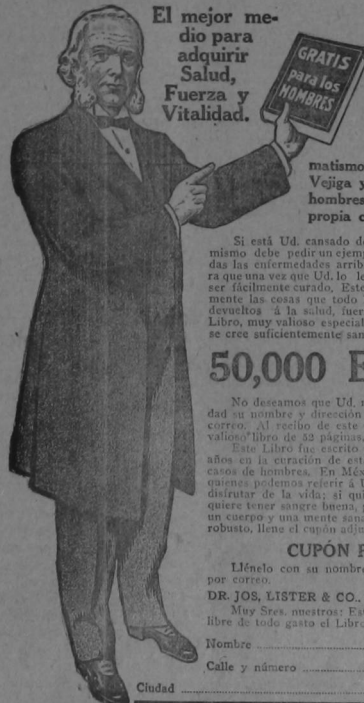 El mejor me-
dio para
adquirir
Salud,
Fuerza y
Vitalidad.
GRATIS
para los
HOMBRES
matismo
Vejiga y
hombres
propia c
Si está Ud. cansado de
mismo debe pedir un ejemp
das las enfermedades arrib
ra que una vez que Ud. lo le
ser fácilmente curado, Este
mente las cosas que todo
devueltos á la salud, fuer
Libro, muy valioso especial
se cree suficientemente san
50,000 E
No deseamos que Ud. n
dad su nombre y dirección
correo. Al recibo de este
valioso libro de 52 páginas.
Este Libro fue escrito
años en la curación de est
casos de hombres. En Méx
quienes podemos referir á U
disfrutar de la vida; si qui
quiere tener sangre buena, p
un cuerpo y una mente sana
robusto, llene el cupón adju
CUPÓN P
Llénelo con su nombre
por correo.
DR. JOS. LISTER & CO..
Muy Sres. nuestros: Est
libre de todo gasto el Libro
Nombre
Calle y número
Ciudad